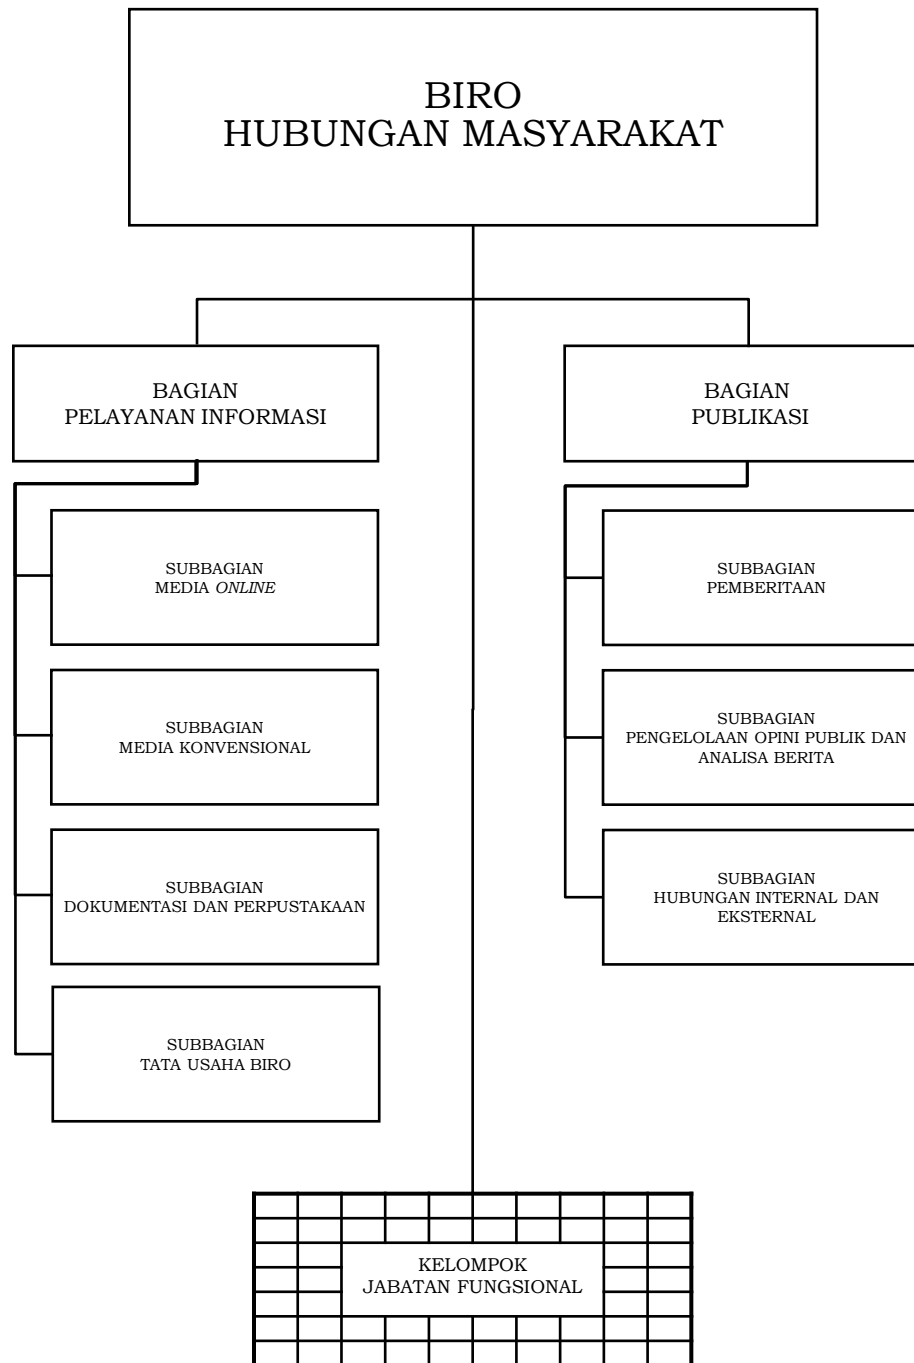 BIRO
HUBUNGAN MASYARAKAT
BAGIAN
PELAYANAN INFORMASI
SUBBAGIAN
MEDIA ONLINE
SUBBAGIAN
MEDIA KONVENSIONAL
SUBBAGIAN
DOKUMENTASI DAN PERPUSTAKAAN
SUBBAGIAN
TATA USAHA BIRO
BAGIAN
PUBLIKASI
SUBBAGIAN
PEMBERITAAN
SUBBAGIAN
PENGELOLAAN OPINI PUBLIK DAN
ANALISA BERITA
SUBBAGIAN
HUBUNGAN INTERNAL DAN
EKSTERNAL
KELOMPOK
JABATAN FUNGSIONAL